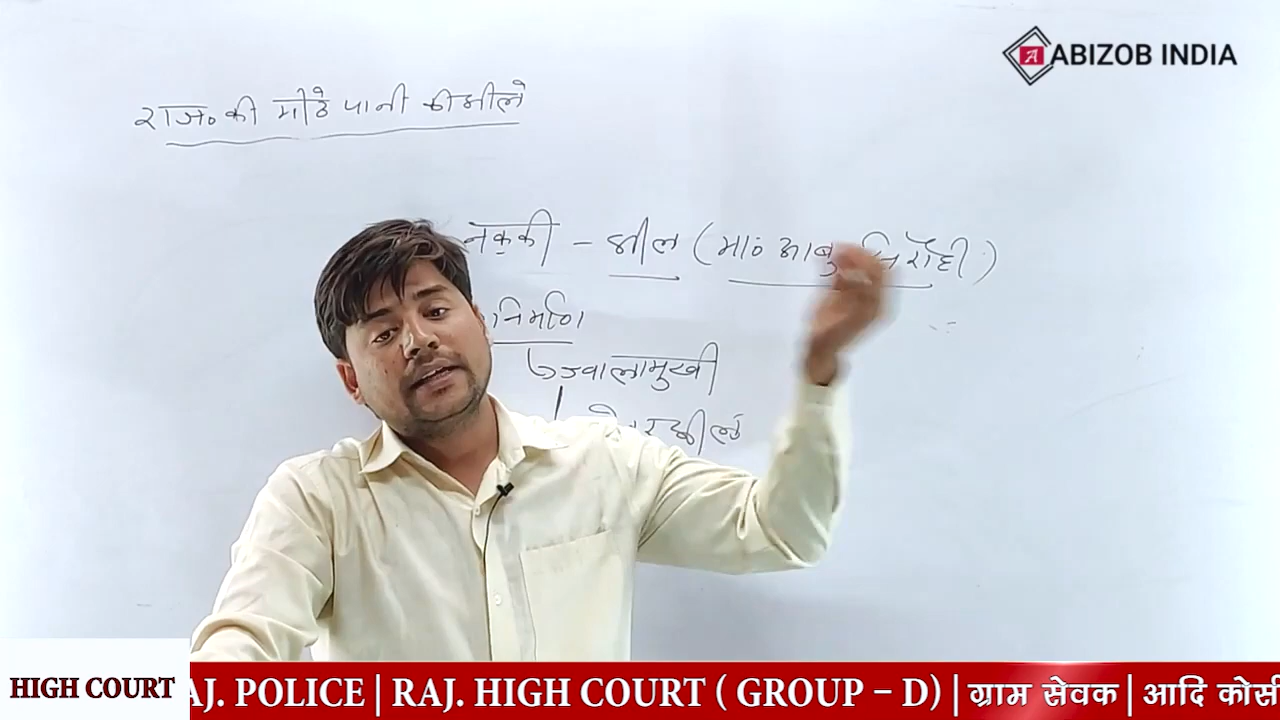 ABIZOB INDIA
राज० की मीठे पानी की झीले
नक्की - झील (मा० आबु सिरोही)
निर्माण
ज्वालामुखी
झील
HIGH COURT
AJ. POLICE | RAJ. HIGH COURT ( GROUP – D) | ग्राम सेवक | आदि कोर्सी